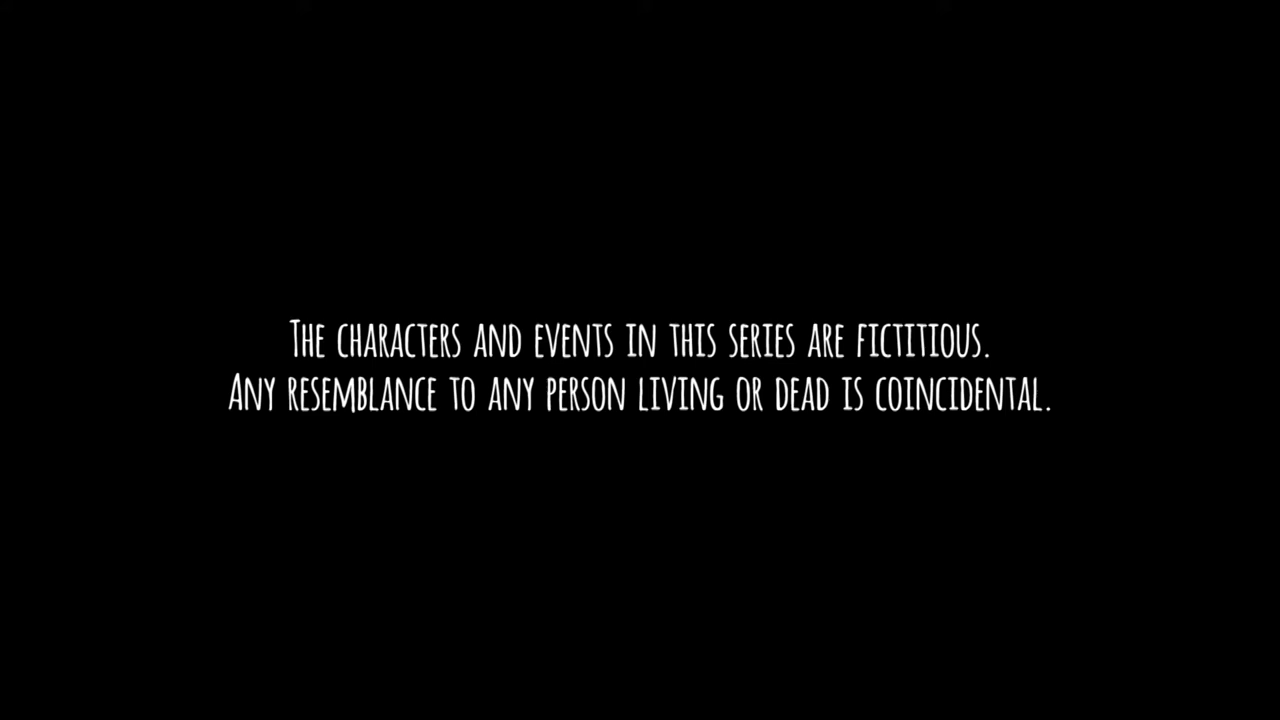 The characters and events in this series are fictitious.
Any resemblance to any person living or dead is coincidental.